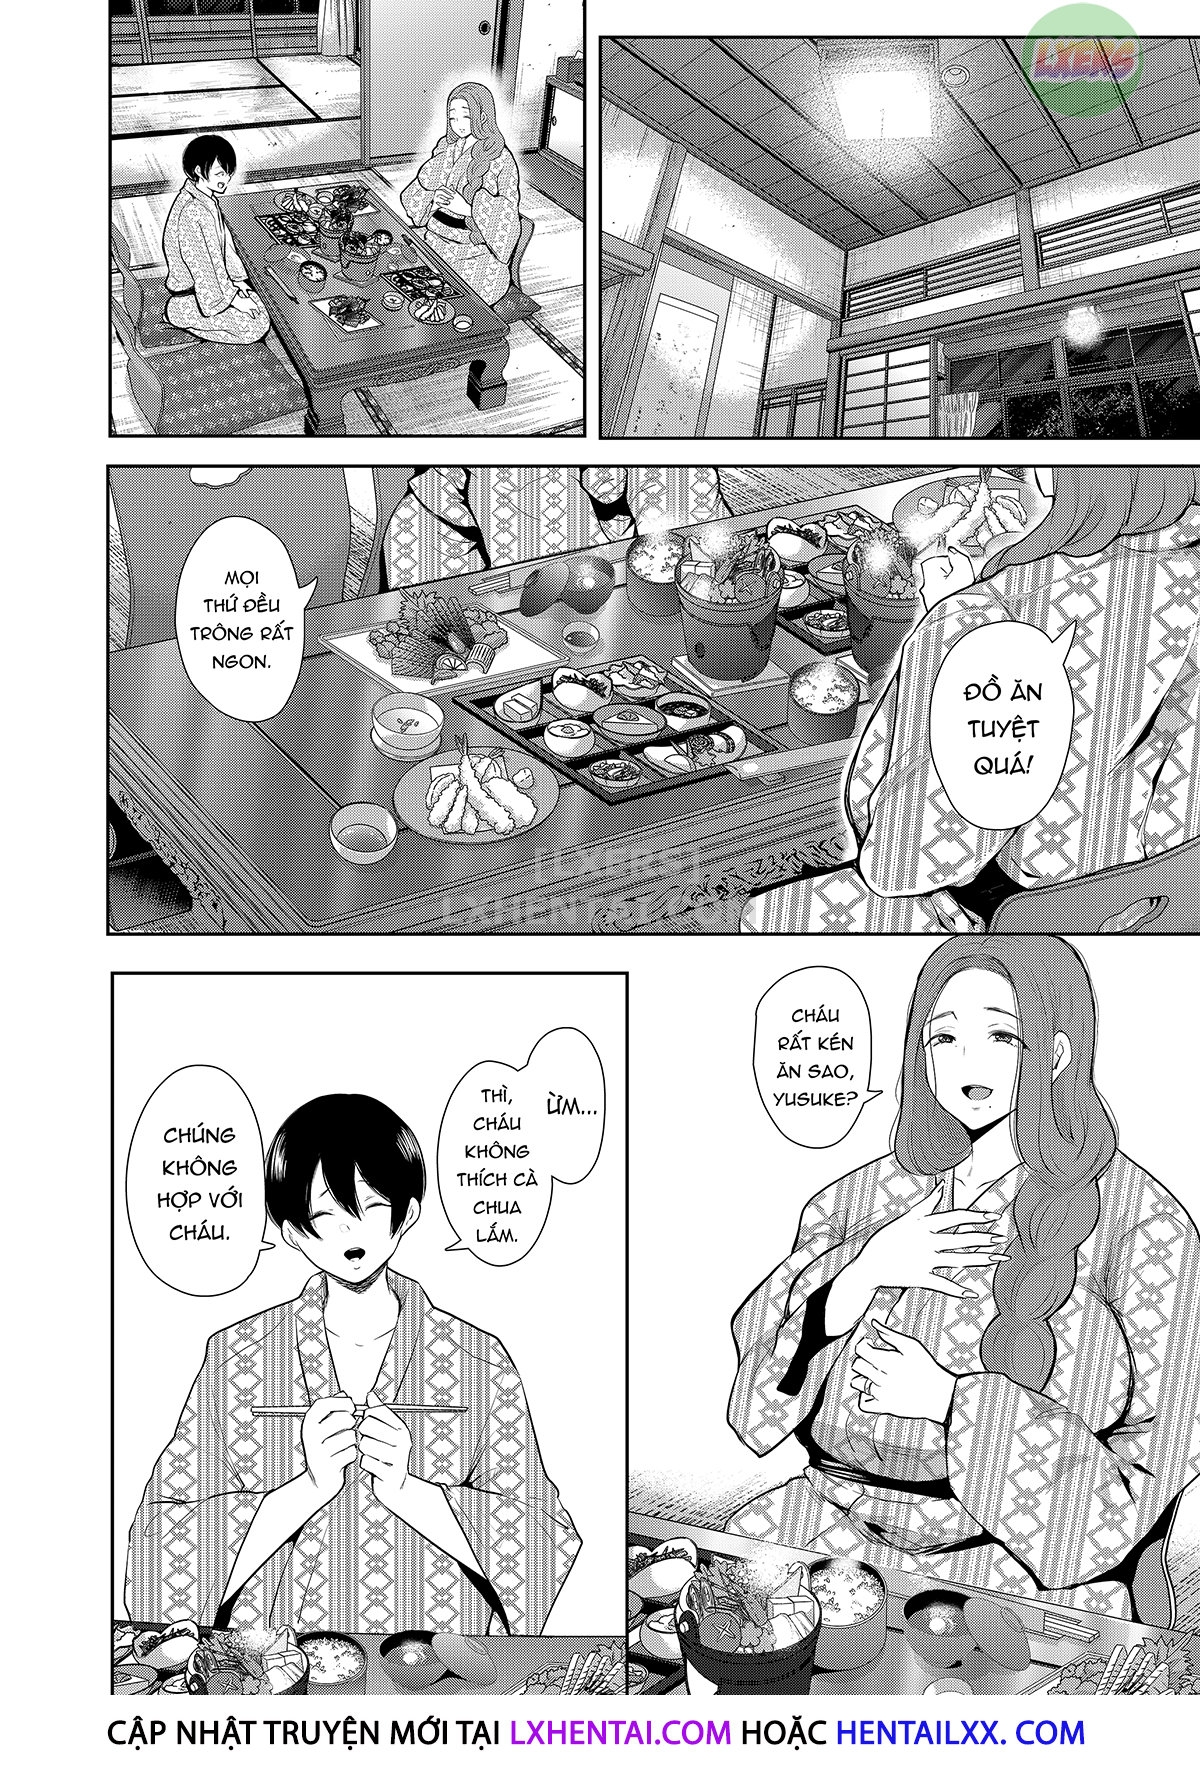 LXERS
ĐỒ ĂN
TUYỆT
QUÁ!
MỌI
THỨ ĐỀU
TRÔNG RẤT
NGON.
[LXERS]
CHÁU
RẤT KÉN
ĂN SAO,
YUSUKE?
ỪM...
THÌ,
CHÁU
KHÔNG
THÍCH CÀ
CHUA
LẮM.
CHÚNG
KHÔNG
HỢP VỚI
CHÁU.
CẬP NHẬT TRUYỆN MỚI TẠI LXHENTAI.COM HOẶC HENTAILXX. COM